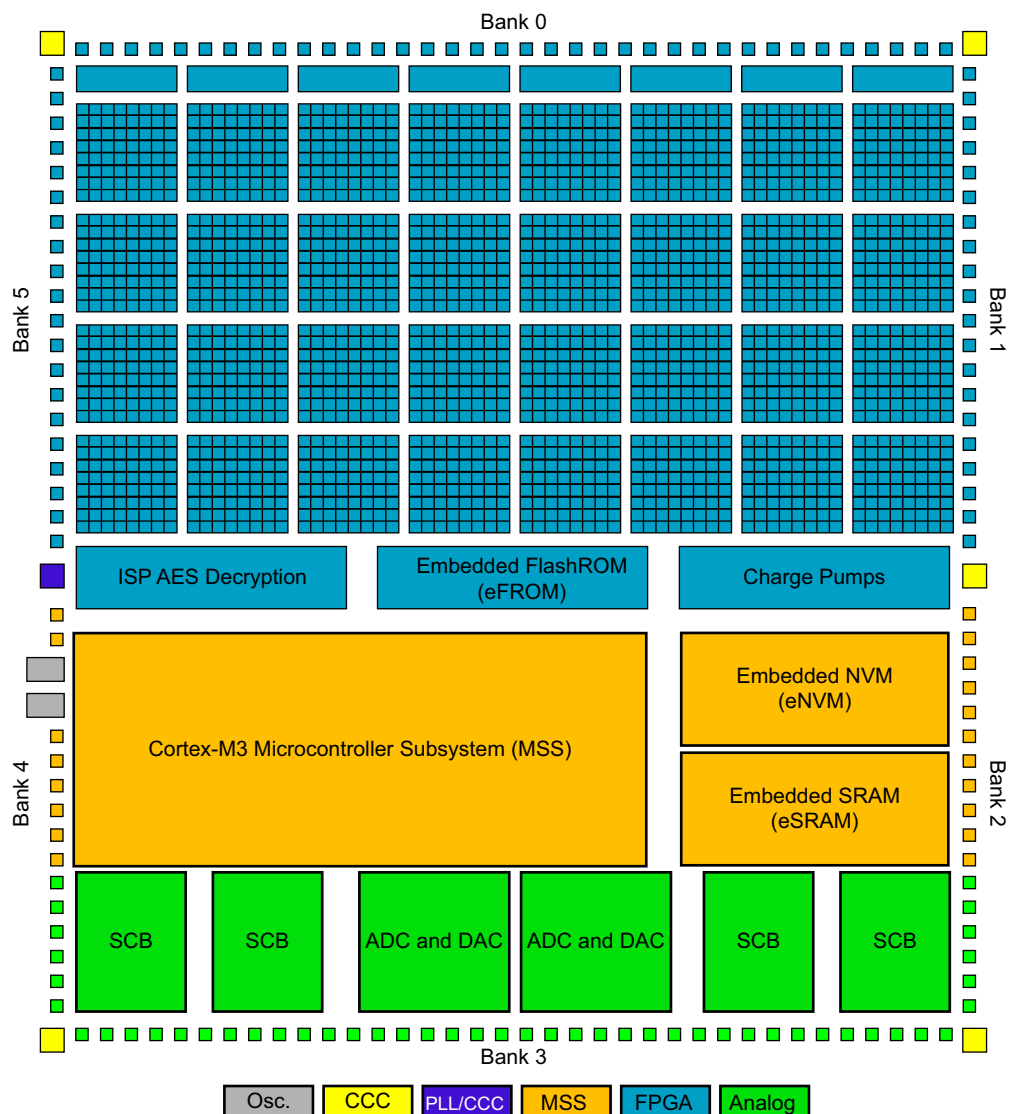 Bank 0
Bank 5
Bank 1
ISP AES Decryption
Embedded FlashROM
(eFROM)
Charge Pumps
Embedded NVM
(eNVM)
Cortex-M3 Microcontroller Subsystem (MSS)
Bank 4
Embedded SRAM
(eSRAM)
Bank 2
SCB
SCB
ADC and DAC
ADC and DAC
SCB
SCB
Bank 3
Osc.
CCC
PLL/CCC
MSS
FPGA
Analog